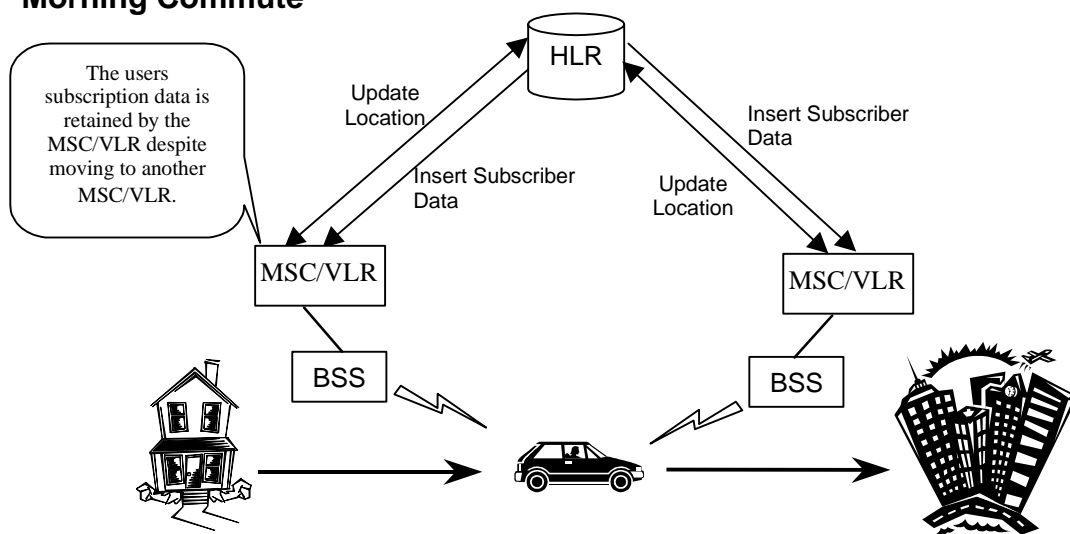 Morning Commute
HLR
The users
subscription data is
retained by the
MSC/VLR despite
moving to another
MSC/VLR.
Update
Location
Insert Subscriber
Data
Insert Subscriber
Data
Update
Location
MSC/VLR
MSC/VLR
BSS
BSS